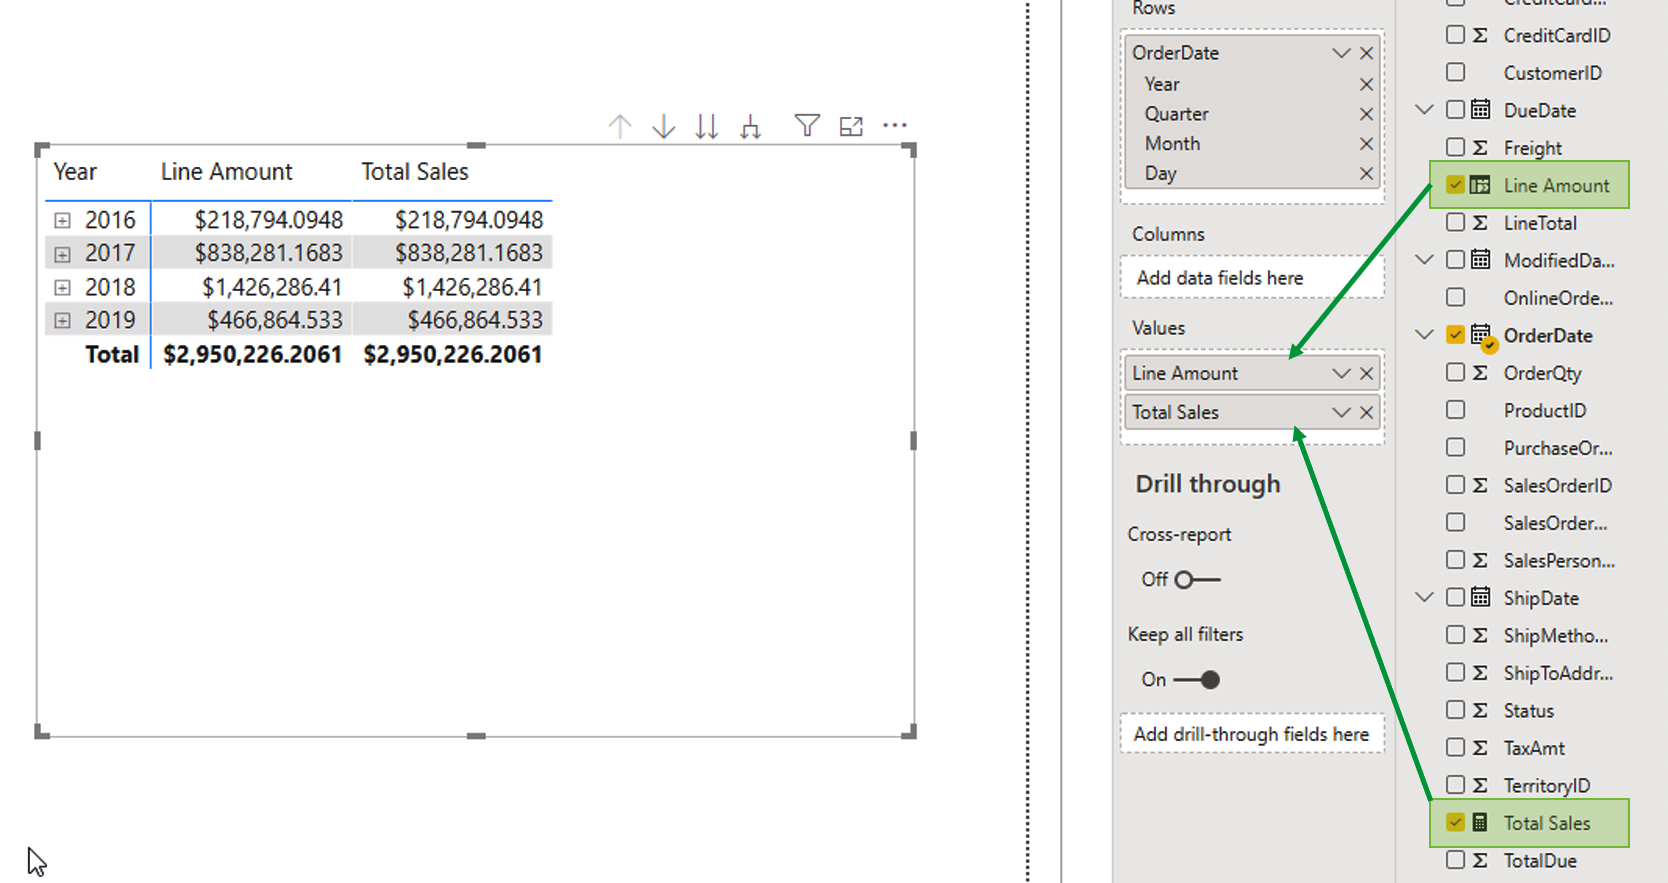 Year Line Amount Total Sales
2016 $218,794.0948 $218,794.0948
2017 $838,281.1683 $838,281.1683
2018 $1,426,286.41 $1,426,286.41
2019 $466,864.533 $466,864.533
Total $2,950,226.2061 $2,950,226.2061
Rows
OrderDate
Year
Quarter
Month
Day
Columns
Add data fields here
Values
Line Amount
Total Sales
Drill through
Cross-report
Off
Keep all filters
On
Add drill-through fields here
CreditCard...
CreditCardID
CustomerID
DueDate
Freight
Line Amount
LineTotal
ModifiedDa...
OnlineOrde...
OrderDate
OrderQty
ProductID
PurchaseOr...
SalesOrderID
SalesOrder...
SalesPerson...
ShipDate
ShipMetho...
ShipToAddr...
Status
TaxAmt
TerritoryID
Total Sales
TotalDue